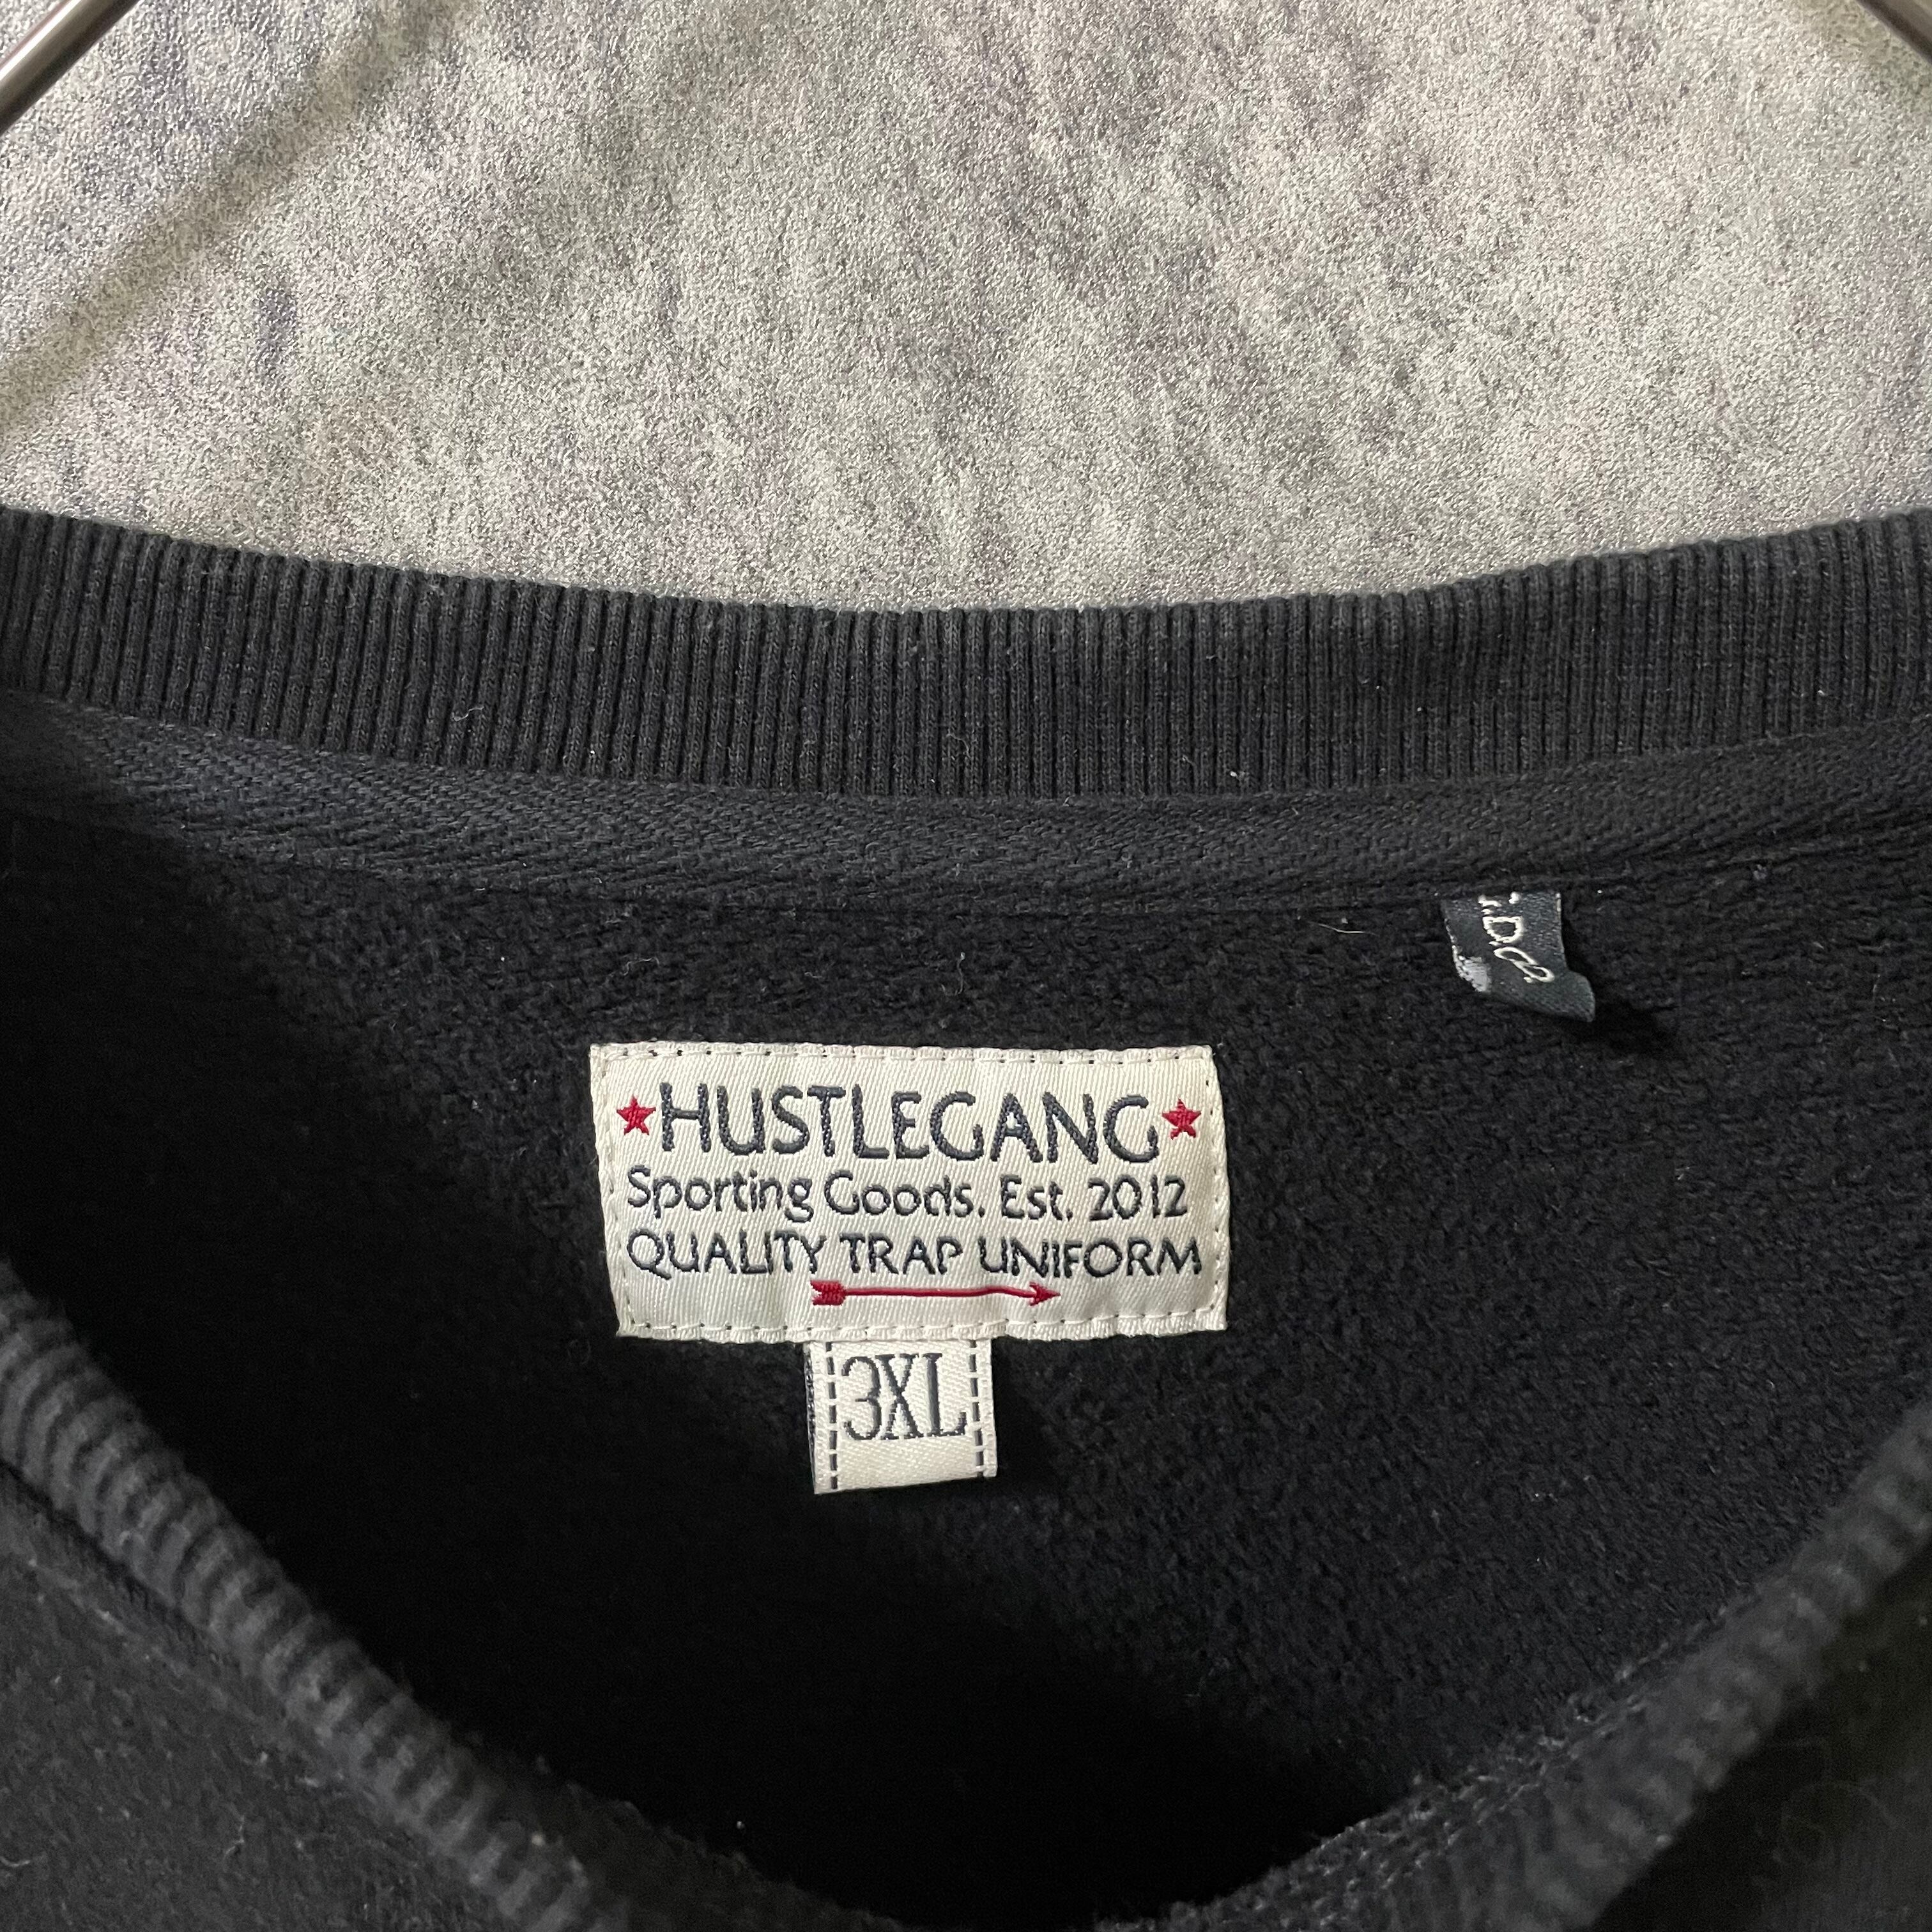 HUSTLEGANG
Sporting Goods. Est. 2012
QUALITY TRAP UNIFORM
3XL